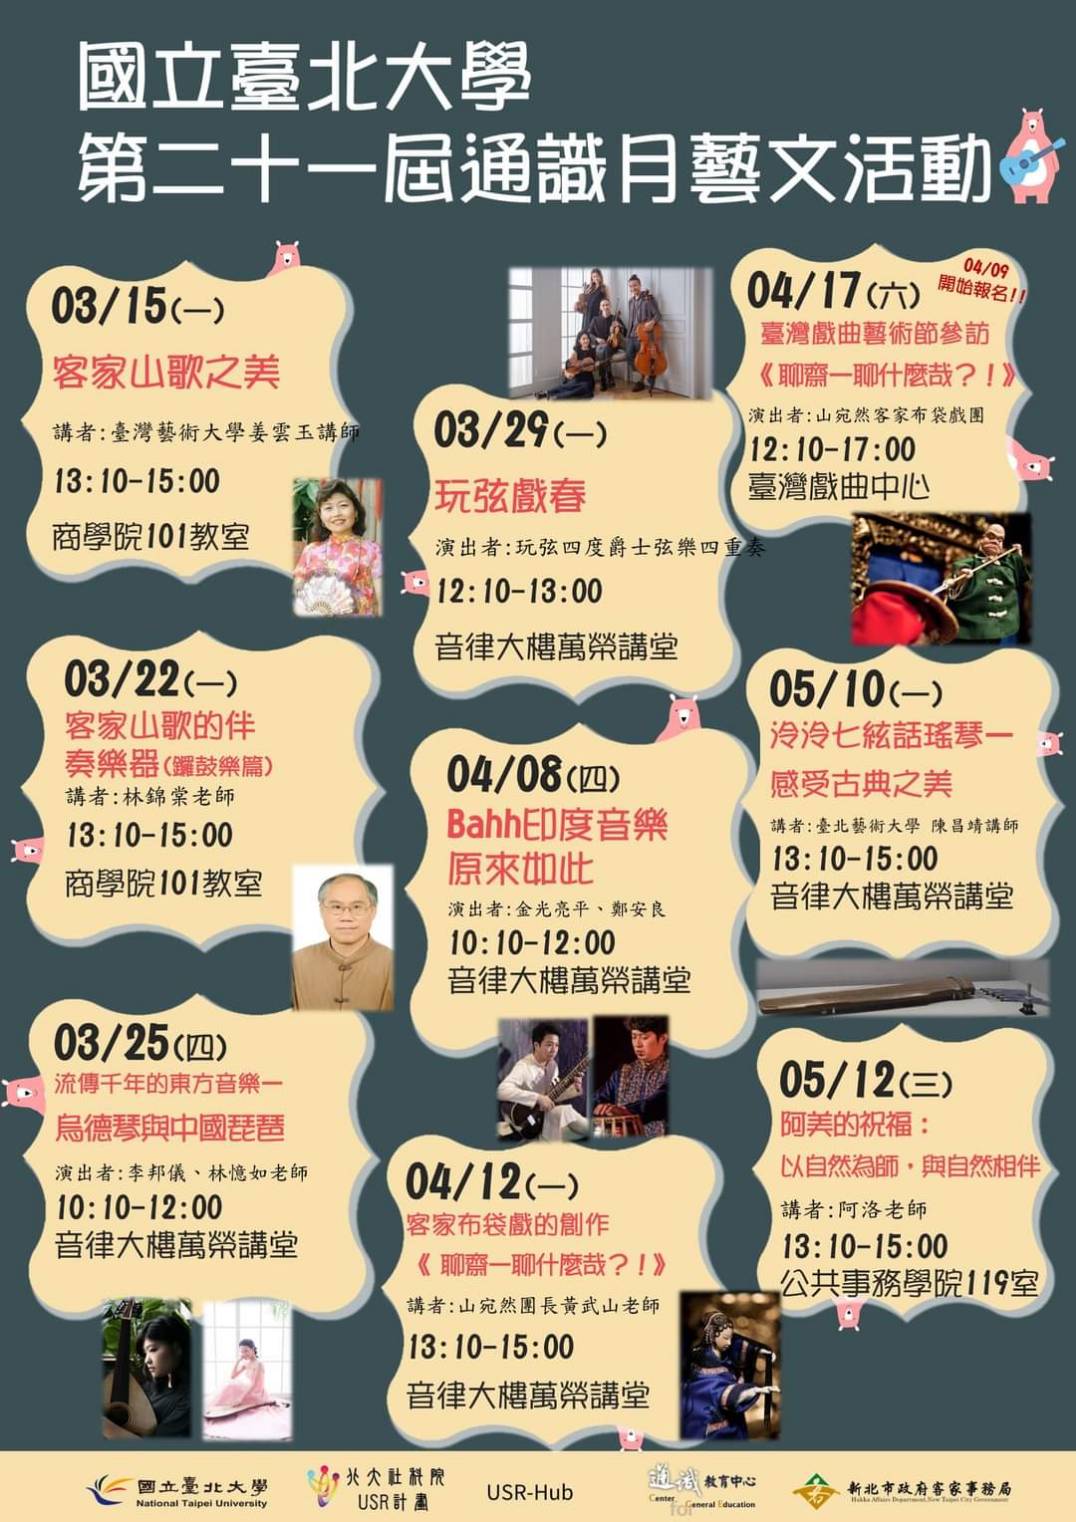 國立臺北大學
第二十一屆通識月藝文活動
03/15(一)
客家山歌之美
講者:臺灣藝術大學姜雲玉講師
13:10-15:00
商學院101教室
03/22(一)
客家山歌的伴
奏樂器(鑼鼓樂篇)
講者:林錦棠老師
13:10-15:00
商學院101教室
03/25(四)
流傳千年的東方音樂—
烏德琴與中國琵琶
演出者:李邦儀、林憶如老師
10:10-12:00
音律大樓萬榮講堂
03/29(一)
玩弦戲春
演出者:玩弦四度爵士弦樂四重奏
12:10-13:00
音律大樓萬榮講堂
04/08(四)
Bahh印度音樂
原來如此
演出者:金光亮平、鄭安良
10:10-12:00
音律大樓萬榮講堂
04/12(一)
客家布袋戲的創作
《 聊齋—聊什麼哉？！》
講者:山宛然團長黃武山老師
13:10-15:00
音律大樓萬榮講堂
04/17(六)
04/09
開始報名!!
臺灣戲曲藝術節參訪
《聊齋—聊什麼哉？！》
演出者:山宛然客家布袋戲團
12:10-17:00
臺灣戲曲中心
05/10(一)
泠泠七絃話瑤琴—
感受古典之美
講者:臺北藝術大學 陳昌靖講師
13:10-15:00
音律大樓萬榮講堂
05/12(三)
阿美的祝福：
以自然為師，與自然相伴
講者:阿洛老師
13:10-15:00
公共事務學院119室
國立臺北大學
National Taipei University
北大社科院
USR計畫
USR-Hub
通識教育中心
Center for General Education
新北市政府客家事務局
Hakka Affairs Department,New Taipei City Government